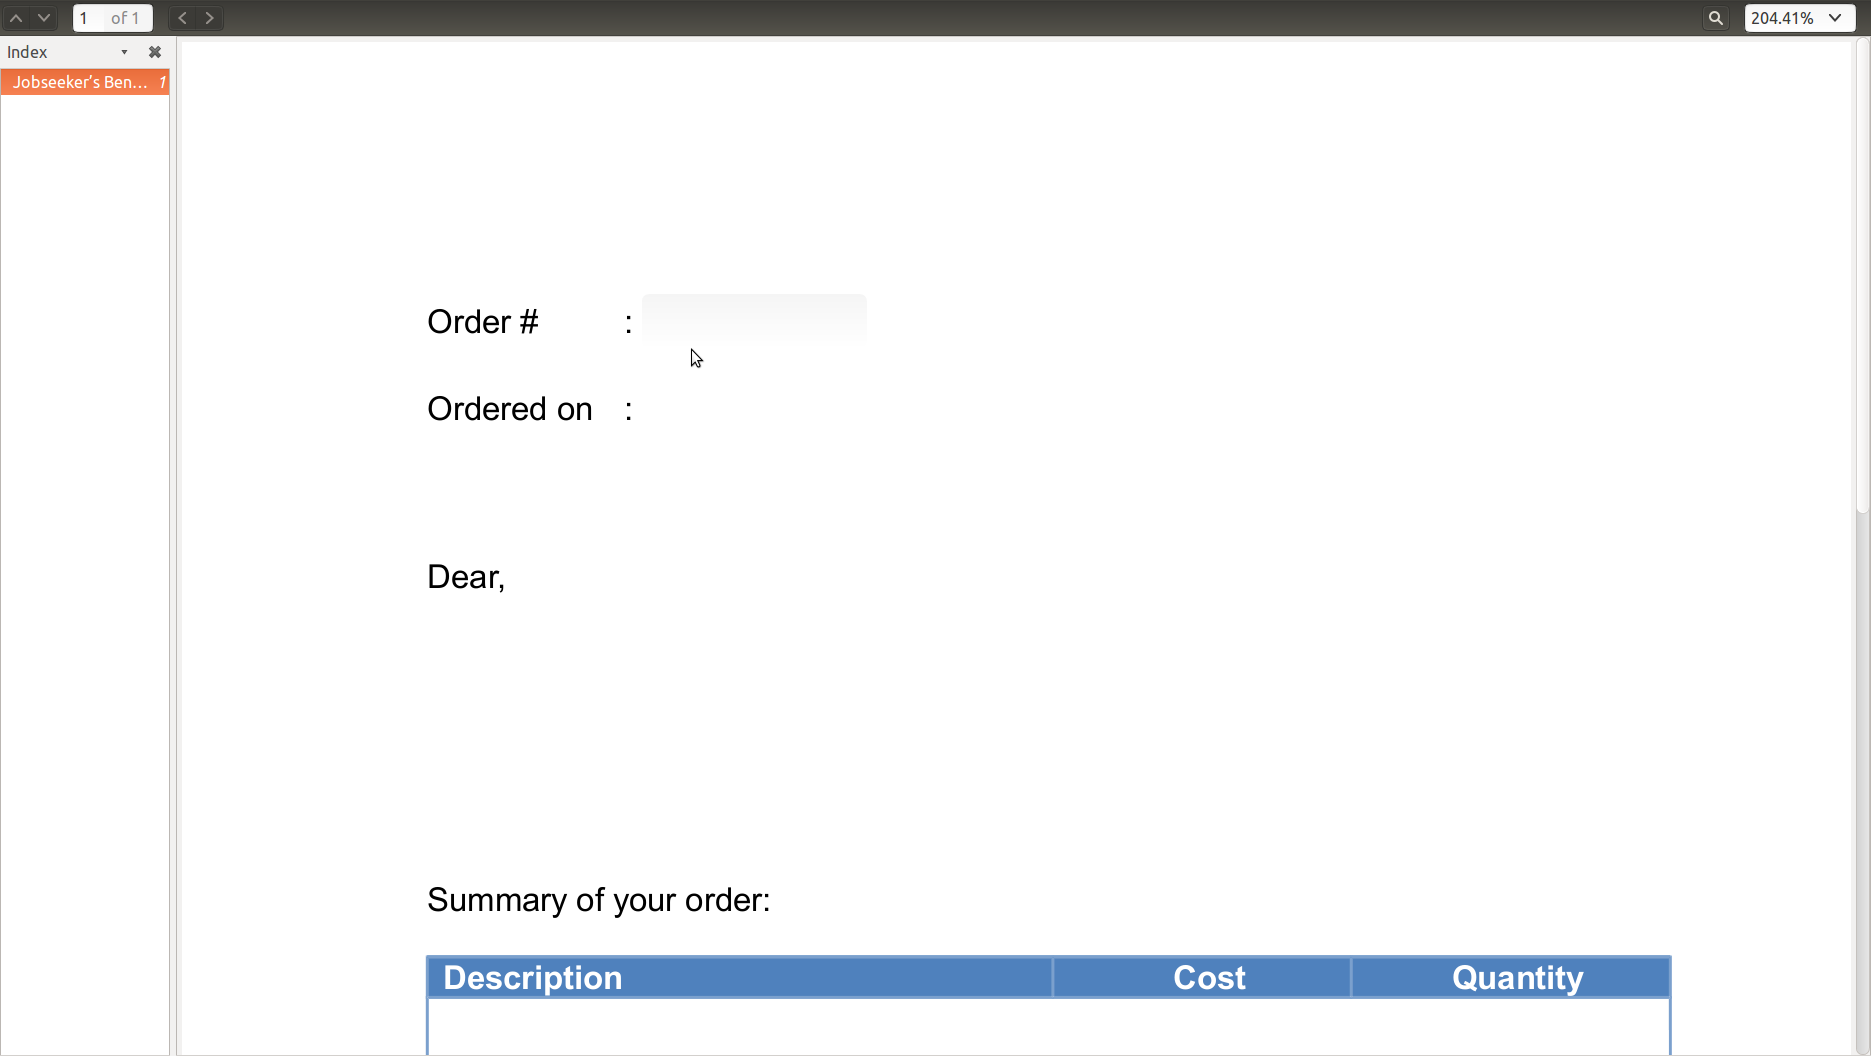 1 of 1
204.41%
Index
Jobseeker’s Ben... 1
Order # :
Ordered on :
Dear,
Summary of your order:
Description Cost Quantity